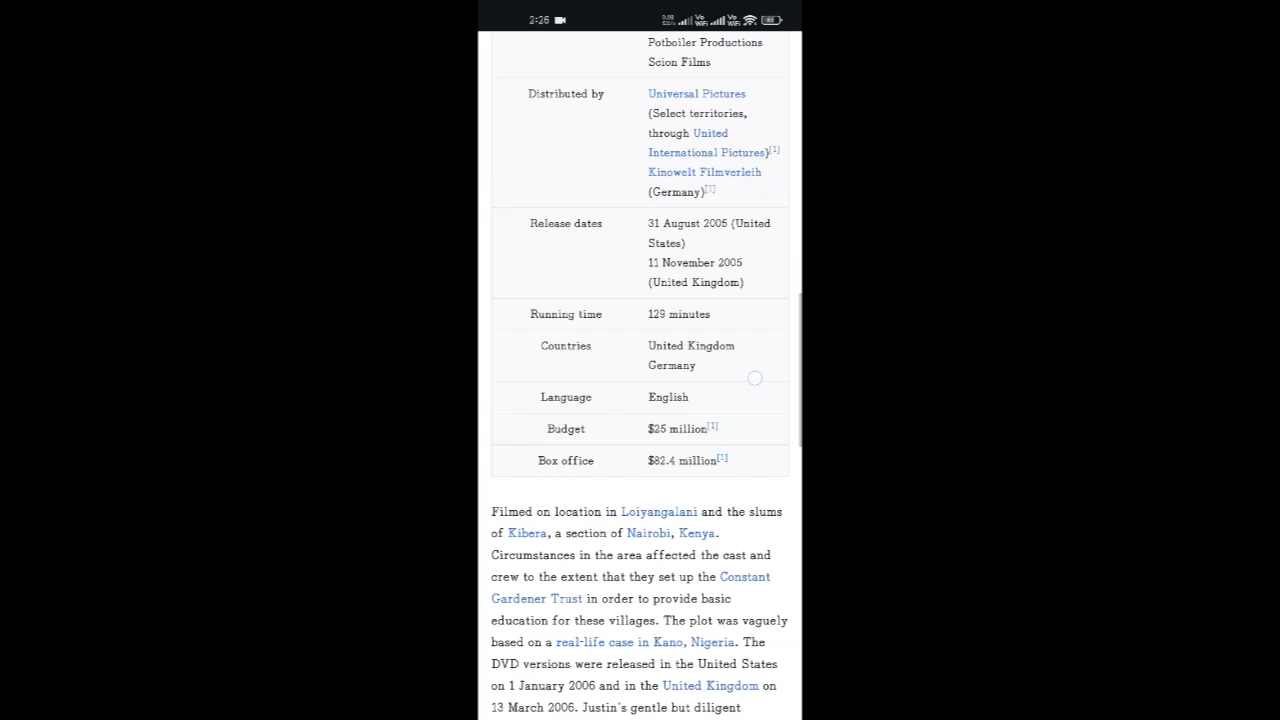 2:26
Potboiler Productions
Scion Films
Distributed by
Universal Pictures
(Select territories,
through United
International Pictures)[1]
Kinowelt Filmverleih
(Germany)[1]
Release dates
31 August 2005 (United
States)
11 November 2005
(United Kingdom)
Running time
129 minutes
Countries
United Kingdom
Germany
Language
English
Budget
$25 million[1]
Box office
$82.4 million[1]
Filmed on location in Loiyangalani and the slums
of Kibera, a section of Nairobi, Kenya.
Circumstances in the area affected the cast and
crew to the extent that they set up the Constant
Gardener Trust in order to provide basic
education for these villages. The plot was vaguely
based on a real-life case in Kano, Nigeria. The
DVD versions were released in the United States
on 1 January 2006 and in the United Kingdom on
13 March 2006. Justin's gentle but diligent